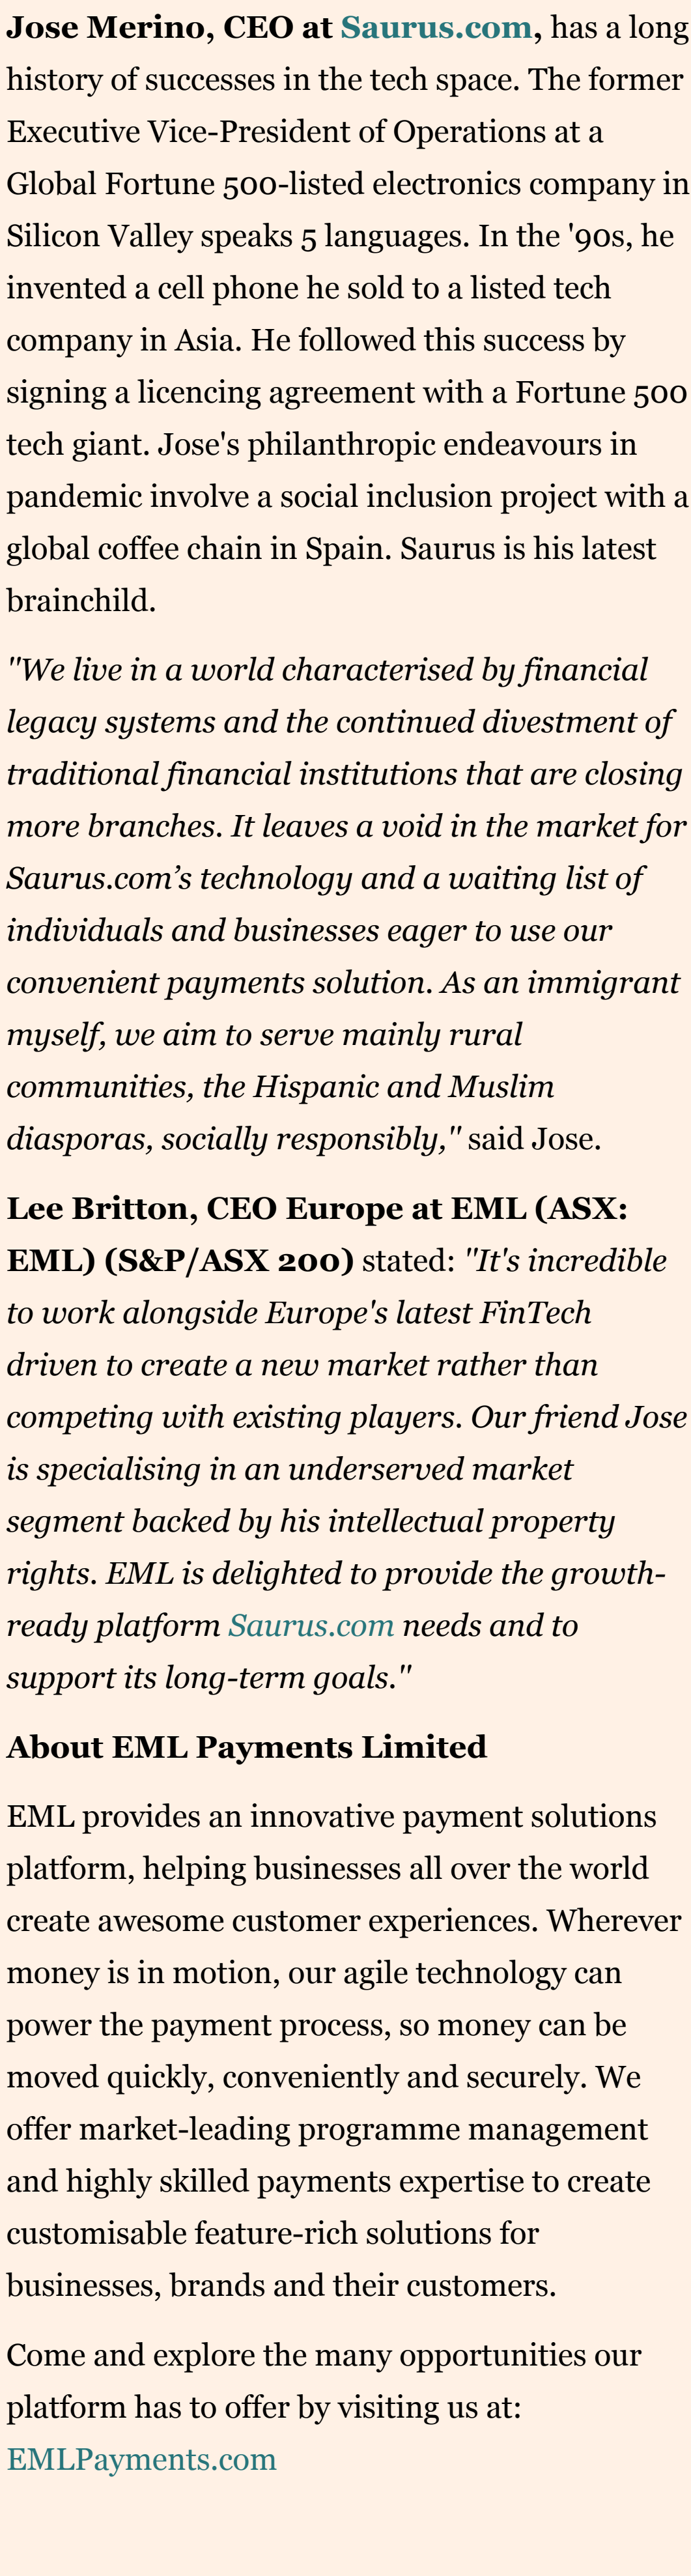 Jose Merino, CEO at Saurus.com, has a long
history of successes in the tech space. The former
Executive Vice-President of Operations at a
Global Fortune 500-listed electronics company in
Silicon Valley speaks 5 languages. In the '90s, he
invented a cell phone he sold to a listed tech
company in Asia. He followed this success by
signing a licencing agreement with a Fortune 500
tech giant. Jose's philanthropic endeavours in
pandemic involve a social inclusion project with a
global coffee chain in Spain. Saurus is his latest
brainchild.
"We live in a world characterised by financial
legacy systems and the continued divestment of
traditional financial institutions that are closing
more branches. It leaves a void in the market for
Saurus.com’s technology and a waiting list of
individuals and businesses eager to use our
convenient payments solution. As an immigrant
myself, we aim to serve mainly rural
communities, the Hispanic and Muslim
diasporas, socially responsibly," said Jose.
Lee Britton, CEO Europe at EML (ASX:
EML) (S&P/ASX 200) stated: "It's incredible
to work alongside Europe's latest FinTech
driven to create a new market rather than
competing with existing players. Our friend Jose
is specialising in an underserved market
segment backed by his intellectual property
rights. EML is delighted to provide the growth-
ready platform Saurus.com needs and to
support its long-term goals."
About EML Payments Limited
EML provides an innovative payment solutions
platform, helping businesses all over the world
create awesome customer experiences. Wherever
money is in motion, our agile technology can
power the payment process, so money can be
moved quickly, conveniently and securely. We
offer market-leading programme management
and highly skilled payments expertise to create
customisable feature-rich solutions for
businesses, brands and their customers.
Come and explore the many opportunities our
platform has to offer by visiting us at:
EMLPayments.com